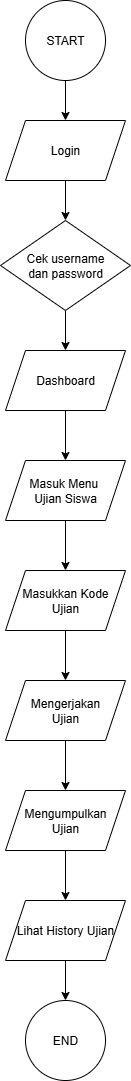 START
Login
Cek username
dan password
Dashboard
Masuk Menu
Ujian Siswa
Masukkan Kode
Ujian
Mengerjakan
Ujian
Mengumpulkan
Ujian
Lihat History Ujian
END